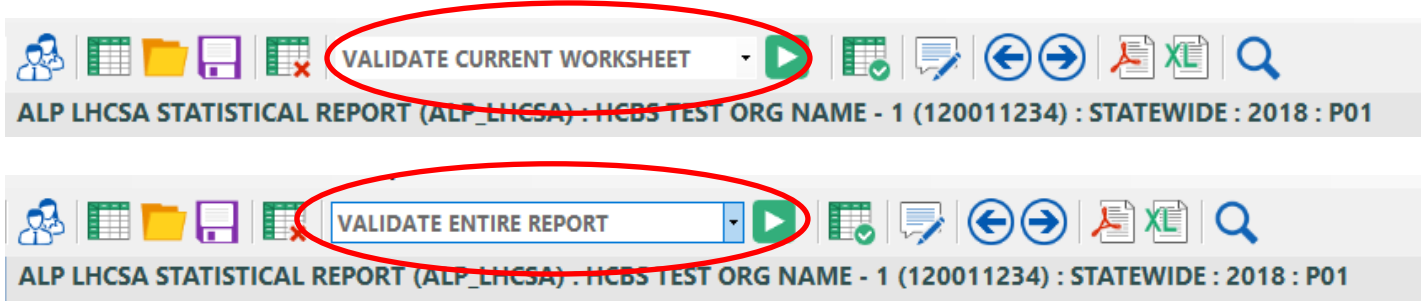 VALIDATE CURRENT WORKSHEET
ALP LHCSA STATISTICAL REPORT (ALP_LHCSA) : HCBS TEST ORG NAME - 1 (120011234) : STATEWIDE : 2018 : P01
VALIDATE ENTIRE REPORT
ALP LHCSA STATISTICAL REPORT (ALP_LHCSA) : HCBS TEST ORG NAME - 1 (120011234) : STATEWIDE : 2018 : P01